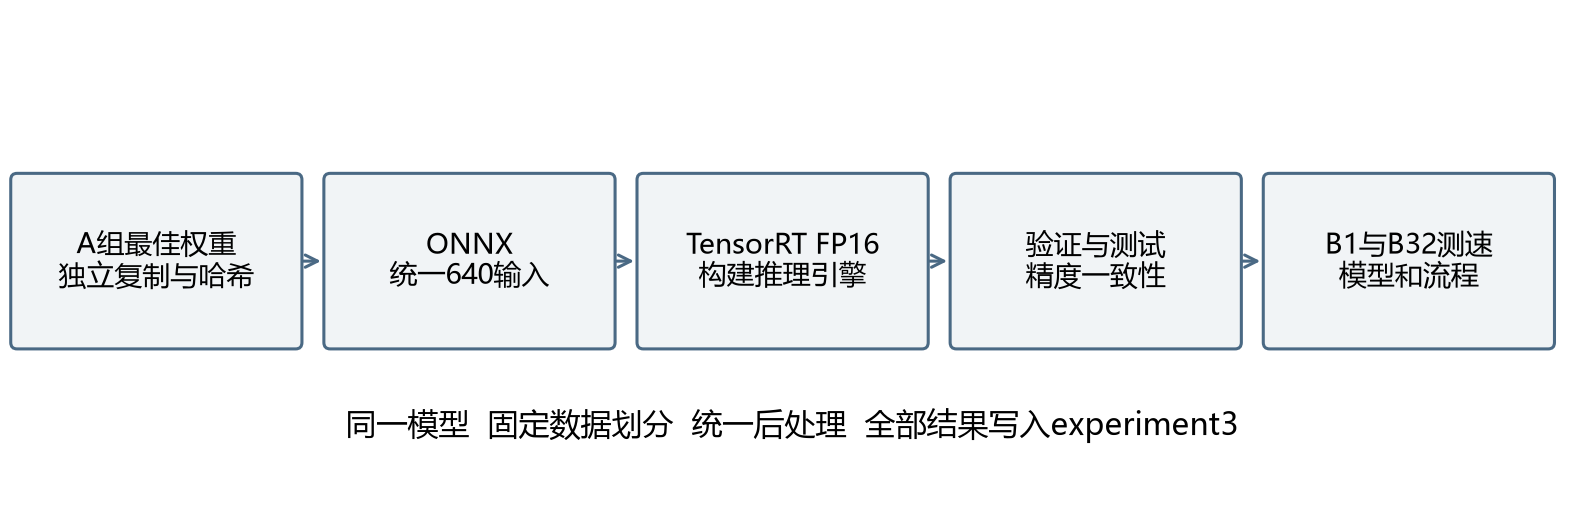 A组最佳权重
独立复制与哈希
ONNX
统一640输入
TensorRT FP16
构建推理引擎
验证与测试
精度一致性
B1与B32测速
模型和流程
同一模型 固定数据划分 统一后处理 全部结果写入experiment3